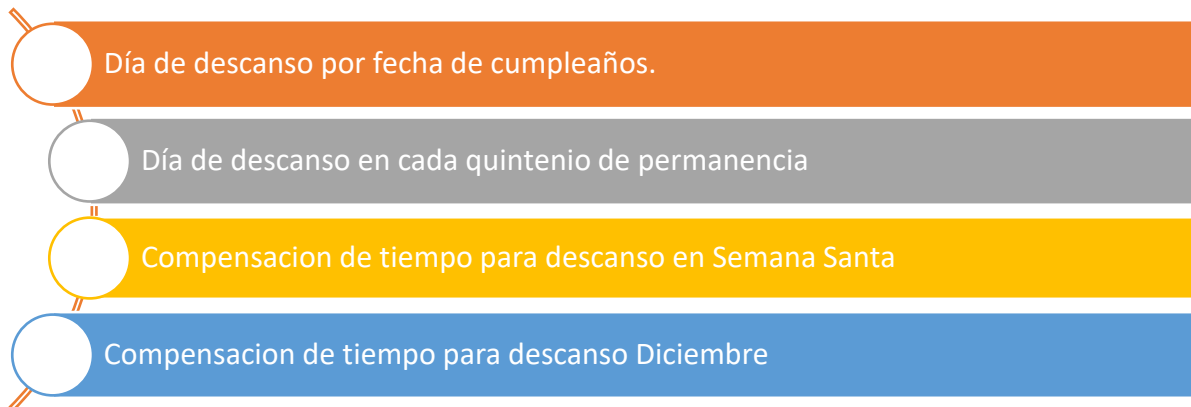 Día de descanso por fecha de cumpleaños.
Día de descanso en cada quintenio de permanencia
Compensacion de tiempo para descanso en Semana Santa
Compensacion de tiempo para descanso Diciembre